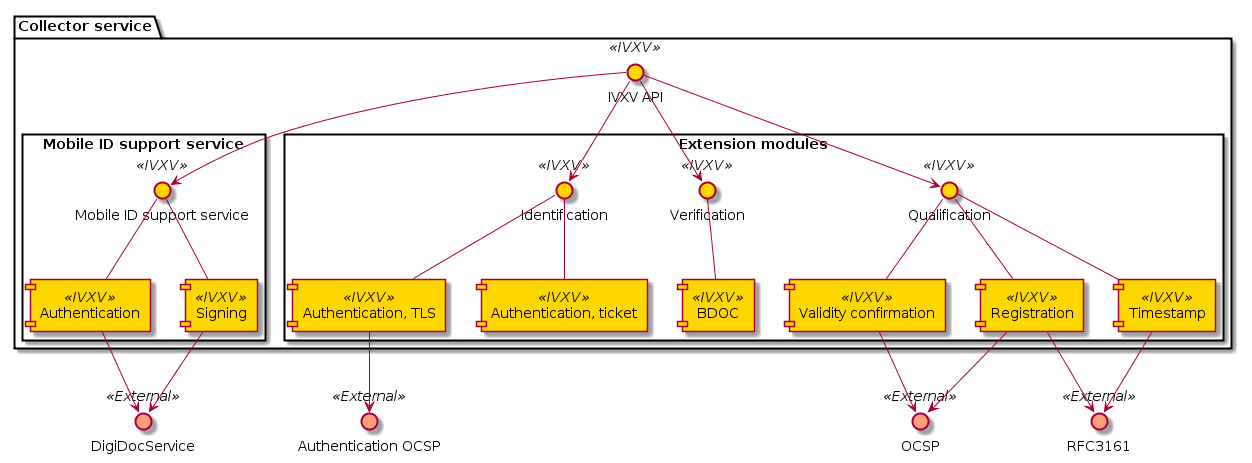 Collector service
«IVXV»
IVXV API
Mobile ID support service
Extension modules
«IVXV»
«IVXV»
«IVXV»
«IVXV»
Mobile ID support service
Identification
Verification
Qualification
«IVXV»
Authentication
«IVXV»
Signing
«IVXV»
Authentication, TLS
«IVXV»
Authentication, ticket
«IVXV»
BDOC
«IVXV»
Validity confirmation
«IVXV»
Registration
«IVXV»
Timestamp
«External»
DigiDocService
«External»
Authentication OCSP
«External»
OCSP
«External»
RFC3161